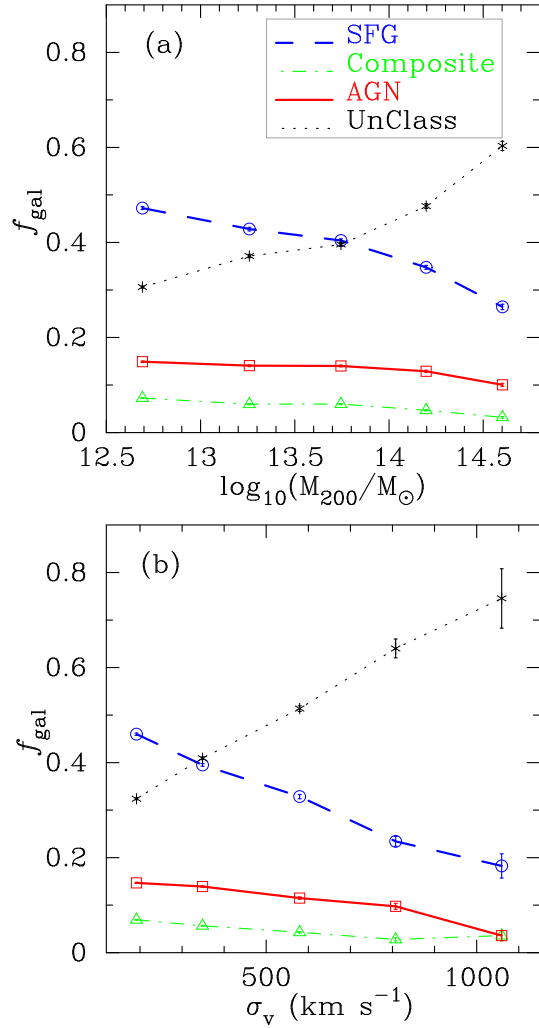 (a)
SFG
Composite
AGN
UnClass
0.8
0.6
0.4
0.2
0
f_gal
12.5 13 13.5 14 14.5
log₁₀(M₂₀₀/M☉)
(b)
0.8
0.6
0.4
0.2
0
f_gal
500 1000
σ_v (km s⁻¹)